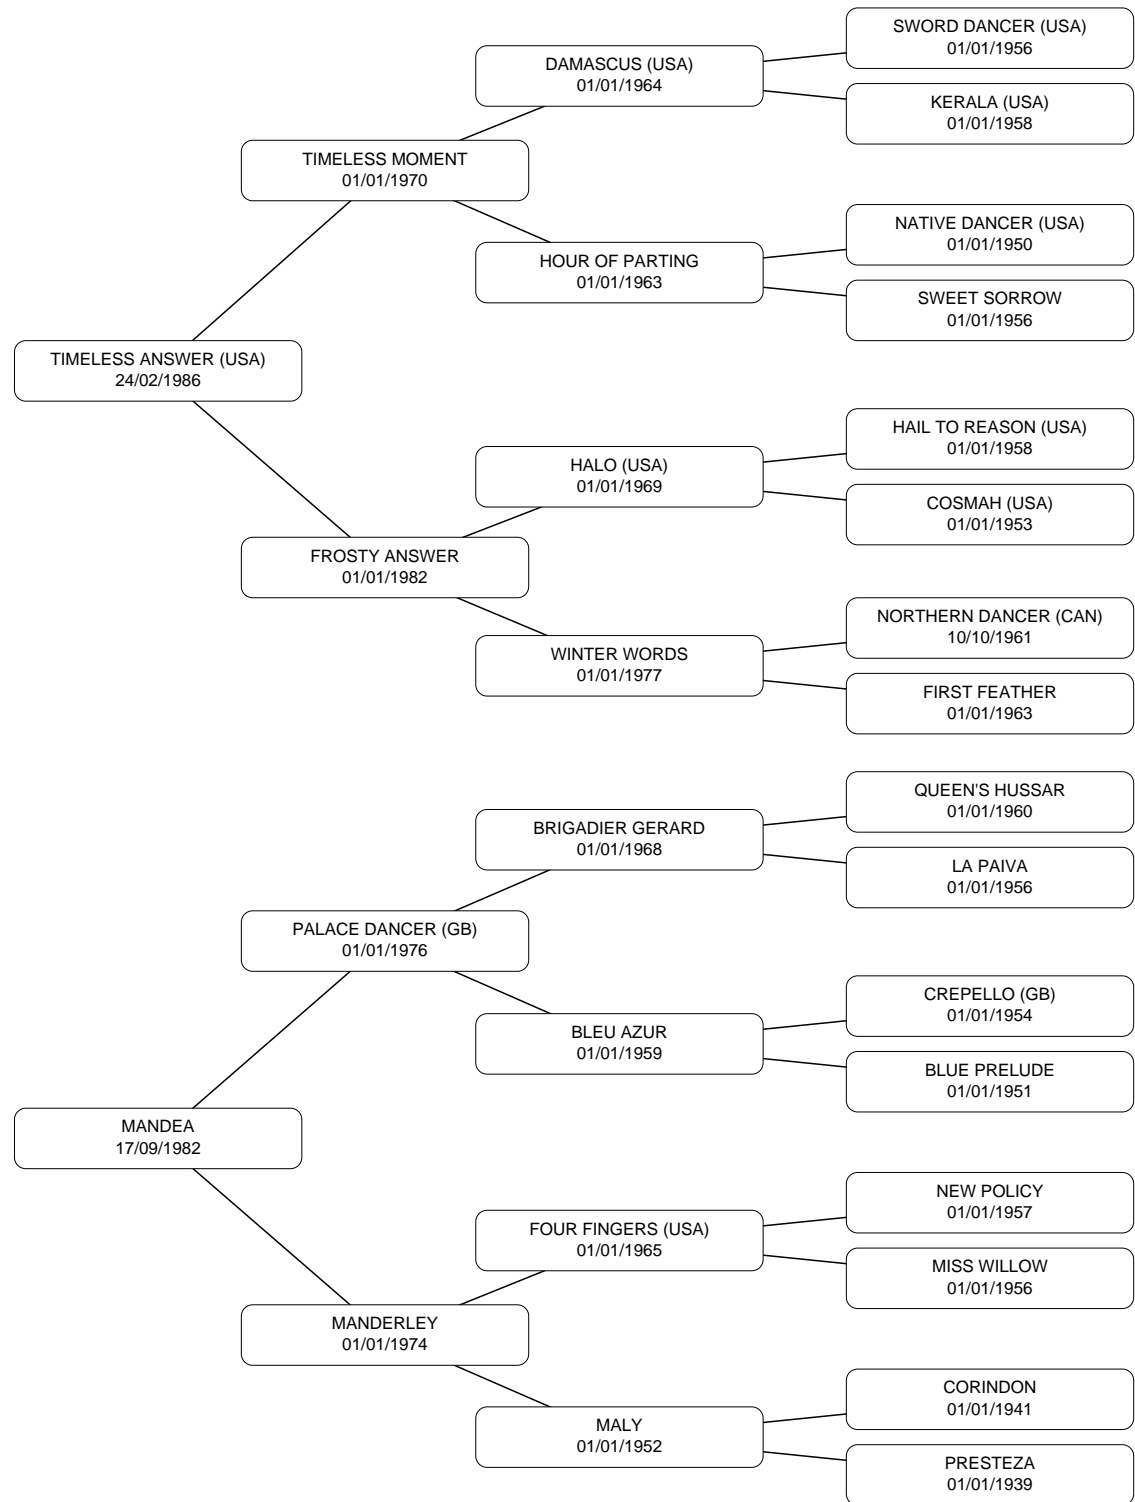 SWORD DANCER (USA)
01/01/1956
DAMASCUS (USA)
01/01/1964
KERALA (USA)
01/01/1958
TIMELESS MOMENT
01/01/1970
NATIVE DANCER (USA)
01/01/1950
HOUR OF PARTING
01/01/1963
SWEET SORROW
01/01/1956
TIMELESS ANSWER (USA)
24/02/1986
HAIL TO REASON (USA)
01/01/1958
HALO (USA)
01/01/1969
COSMAH (USA)
01/01/1953
FROSTY ANSWER
01/01/1982
NORTHERN DANCER (CAN)
10/10/1961
WINTER WORDS
01/01/1977
FIRST FEATHER
01/01/1963
QUEEN'S HUSSAR
01/01/1960
BRIGADIER GERARD
01/01/1968
LA PAIVA
01/01/1956
PALACE DANCER (GB)
01/01/1976
CREPELLO (GB)
01/01/1954
BLEU AZUR
01/01/1959
BLUE PRELUDE
01/01/1951
MANDEA
17/09/1982
NEW POLICY
01/01/1957
FOUR FINGERS (USA)
01/01/1965
MISS WILLOW
01/01/1956
MANDERLEY
01/01/1974
CORINDON
01/01/1941
MALY
01/01/1952
PRESTEZA
01/01/1939